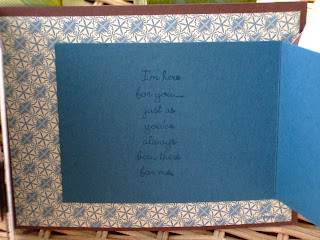 I'm here
for you...
just as
you've
always
been there
for me.